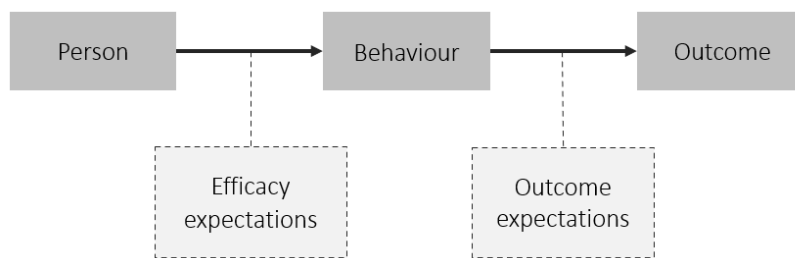 Person
Behaviour
Outcome
Efficacy
expectations
Outcome
expectations